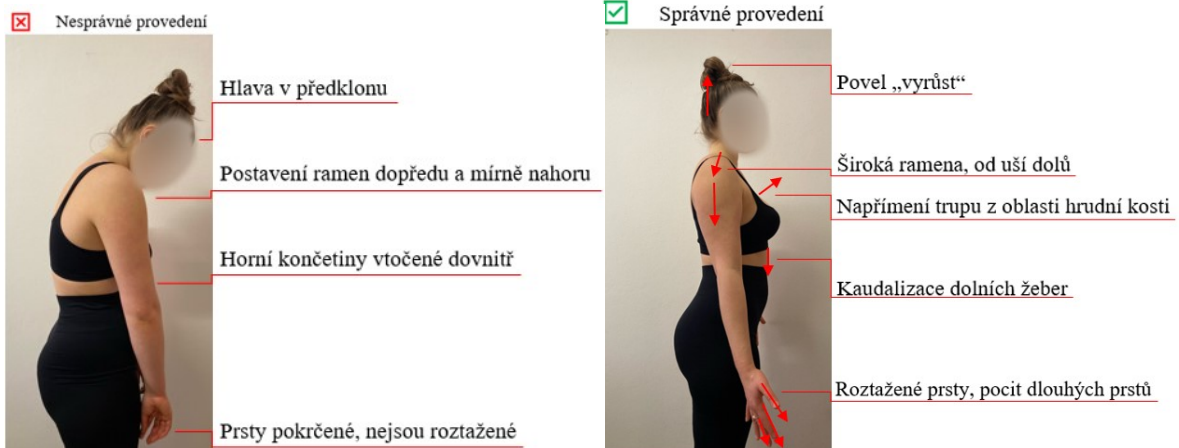 Nesprávné provedení
Hlava v předklonu
Postavení ramen dopředu a mírně nahoru
Horní končetiny vtočené dovnitř
Prsty pokrčené, nejsou roztažené
Správné provedení
Povel „vyrůst“
Široká ramena, od uší dolů
Napřímení trupu z oblasti hrudní kosti
Kaudalizace dolních žeber
Roztažené prsty, pocit dlouhých prstů